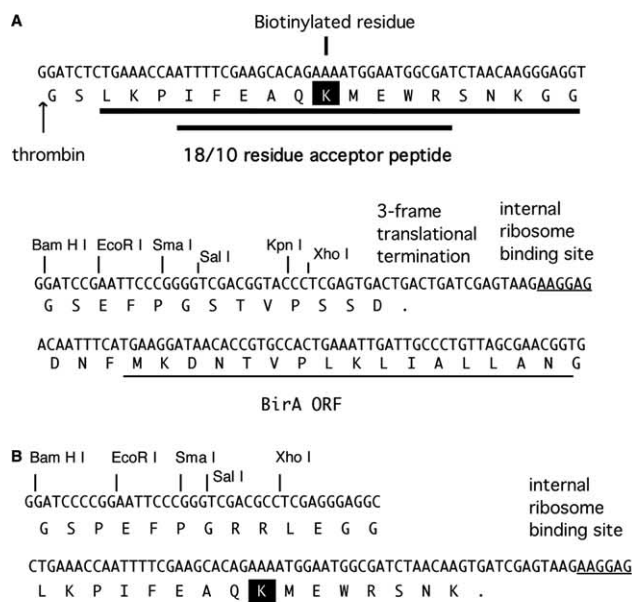 A
Biotinylated residue
GGATCTCTGAAACCAATTTTCGAAGCACAGAAAATGGAATGGCGATCTAACAAGGGAGGT
G S L K P I F E A Q K M E W R S N K G G
thrombin
18/10 residue acceptor peptide
3-frame translational termination
internal ribosome binding site
Bam H I EcoR I Sma I Sal I Kpn I Xho I
GGATCCGAATTCCCGGGGTCGACGGTACCCTCGAGTGACTGACTGATCGAGTAAGAAGGAG
G S E F P G S T V P S S D .
ACAATTTCATGAAGGATAACACCGTGCCACTGAAATTGATTGCCCTGTTAGCGAACGGTG
D N F M K D N T V P L K L I A L L A N G
BirA ORF
B
Bam H I EcoR I Sma I Sal I Xho I
GGATCCCCGGAATTCCCGGGTCGACGCCTCGAGGGAGGC
G S P E F P G R R L E G G
internal ribosome binding site
CTGAAACCAATTTTCGAAGCACAGAAAATGGAATGGCGATCTAACAAGTGATCGAGTAAGAAGGAG
L K P I F E A Q K M E W R S N K .